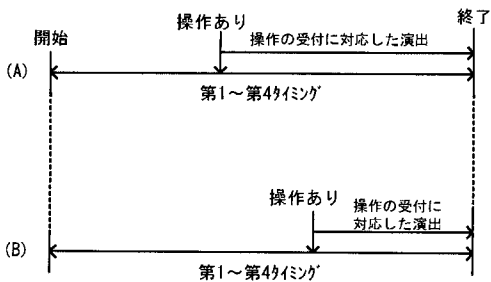 操作あり
終了
開始
操作の受付に対応した演出
(A)
第1～第4ﾀｲﾐﾝｸﾞ
操作あり
操作の受付に
対応した演出
(B)
第1～第4ﾀｲﾐﾝｸﾞ